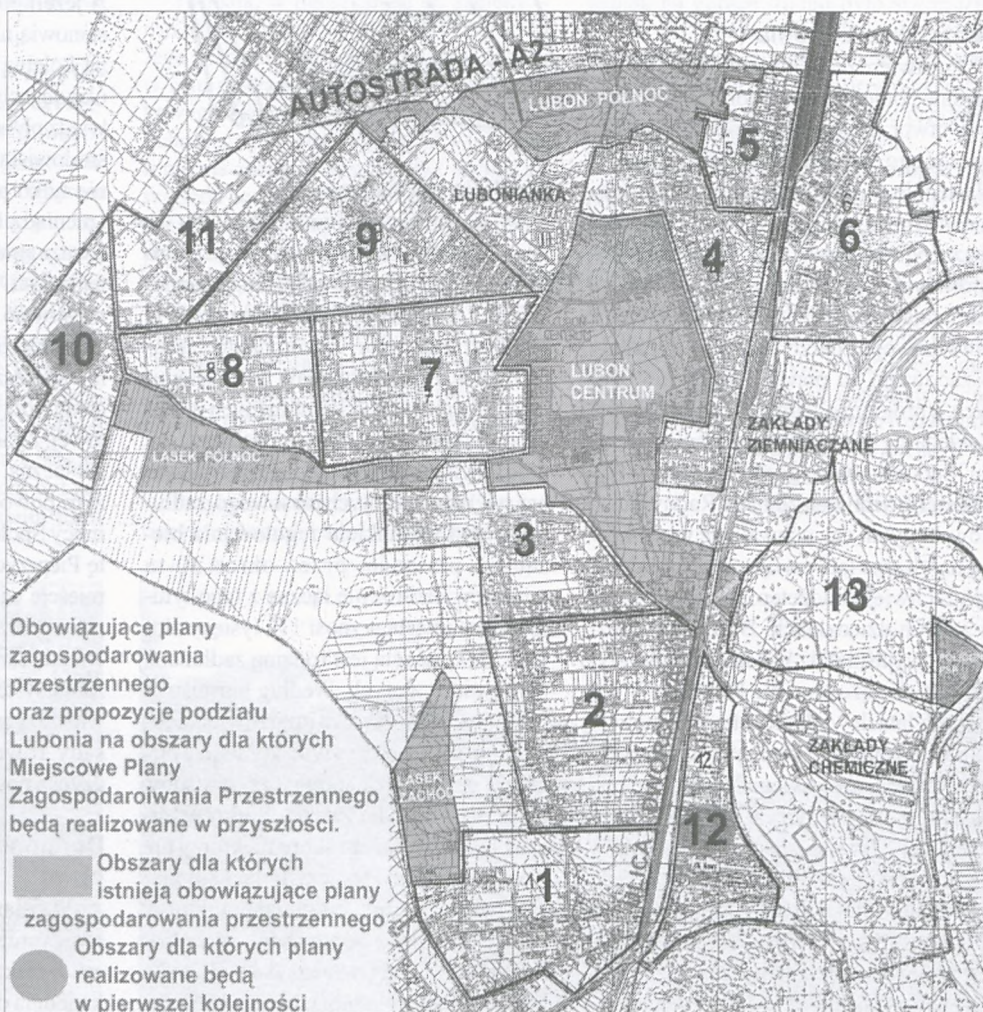 AUTOSTRADA - A2
LUBOŃ PÓŁNOC
5
6
LUBONIANKA
11
9
4
10
8
7
LUBOŃ
CENTRUM
ZAKŁADY
ZIEMNIACZANE
LASEK PÓŁNOC
3
13
Obowiązujące plany
zagospodarowania
przestrzennego
oraz propozycje podziału
Lubonia na obszary dla których
Miejscowe Plany
Zagospodaroiwania Przestrzennego
będą realizowane w przyszłości.
2
ZAKŁADY
CHEMICZNE
LASEK
ZACHÓD
ULICA DWORCOWA
12
1
Obszary dla których
istnieją obowiązujące plany
zagospodarowania przestrzennego
Obszary dla których plany
realizowane będą
w pierwszej kolejności